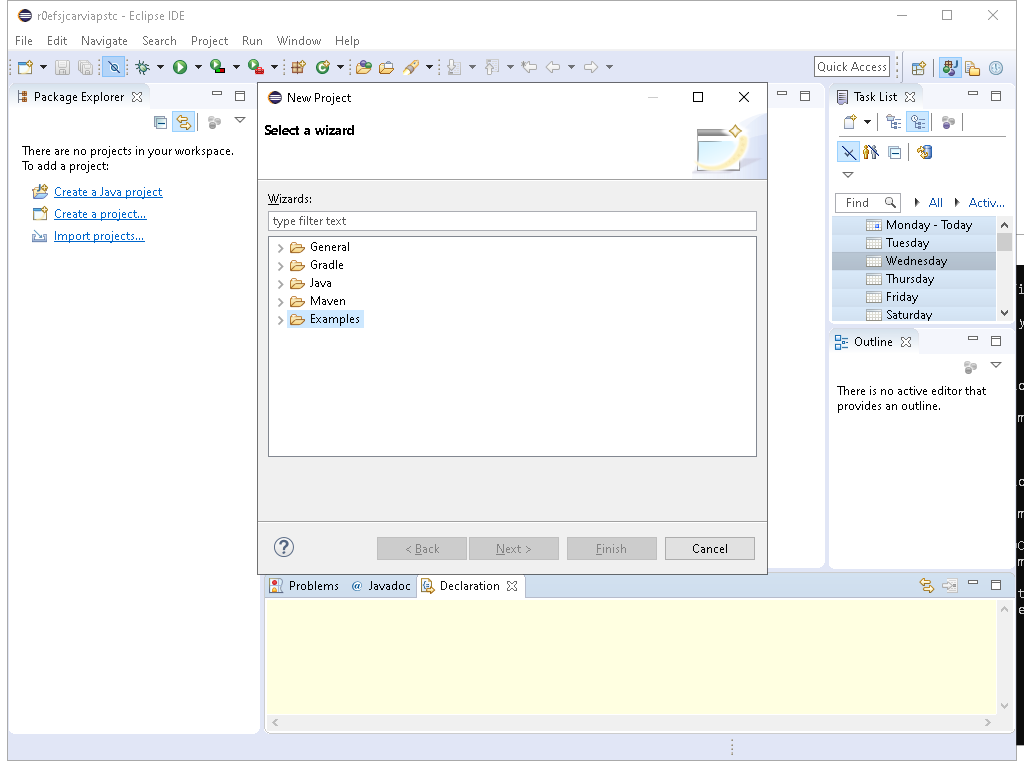 r0efsjcarviapstc - Eclipse IDE
File Edit Navigate Search Project Run Window Help
Quick Access
Package Explorer
There are no projects in your workspace.
To add a project:
Create a Java project
Create a project...
Import projects...
New Project
Select a wizard
Wizards:
type filter text
General
Gradle
Java
Maven
Examples
< Back
Next >
Finish
Cancel
Task List
Find
All
Activ...
Monday - Today
Tuesday
Wednesday
Thursday
Friday
Saturday
Outline
There is no active editor that
provides an outline.
Problems
@ Javadoc
Declaration